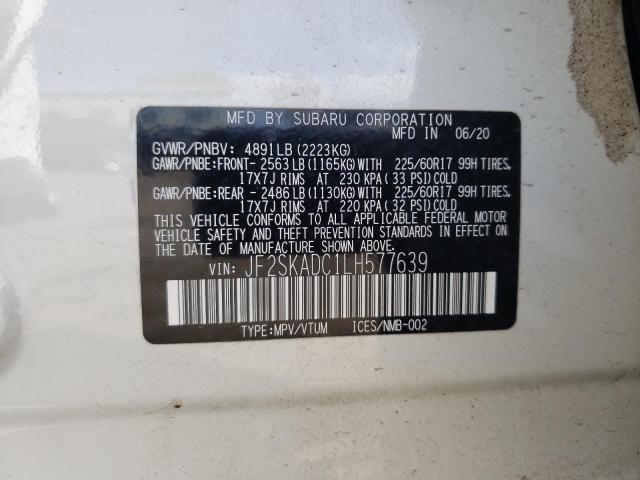 MFD BY SUBARU CORPORATION
MFD IN 06/20
GVWR/PNBV: 4891LB(2223KG)
GAWR/PNBE:FRONT- 2563LB(1165KG)WITH 225/60R17 99H TIRES,
17X7J RIMS AT 230 KPA(33 PSI)COLD
GAWR/PNBE:REAR - 2486LB(1130KG)WITH 225/60R17 99H TIRES,
17X7J RIMS AT 220 KPA(32 PSI)COLD
THIS VEHICLE CONFORMS TO ALL APPLICABLE FEDERAL MOTOR
VEHICLE SAFETY AND THEFT PREVENTION STANDARDS IN EFFECT
ON THE DATE OF MANUFACTURE SHOWN ABOVE.
VIN: JF2SKADC1LH577639
TYPE:MPV/VTUM ICES/NMB-002